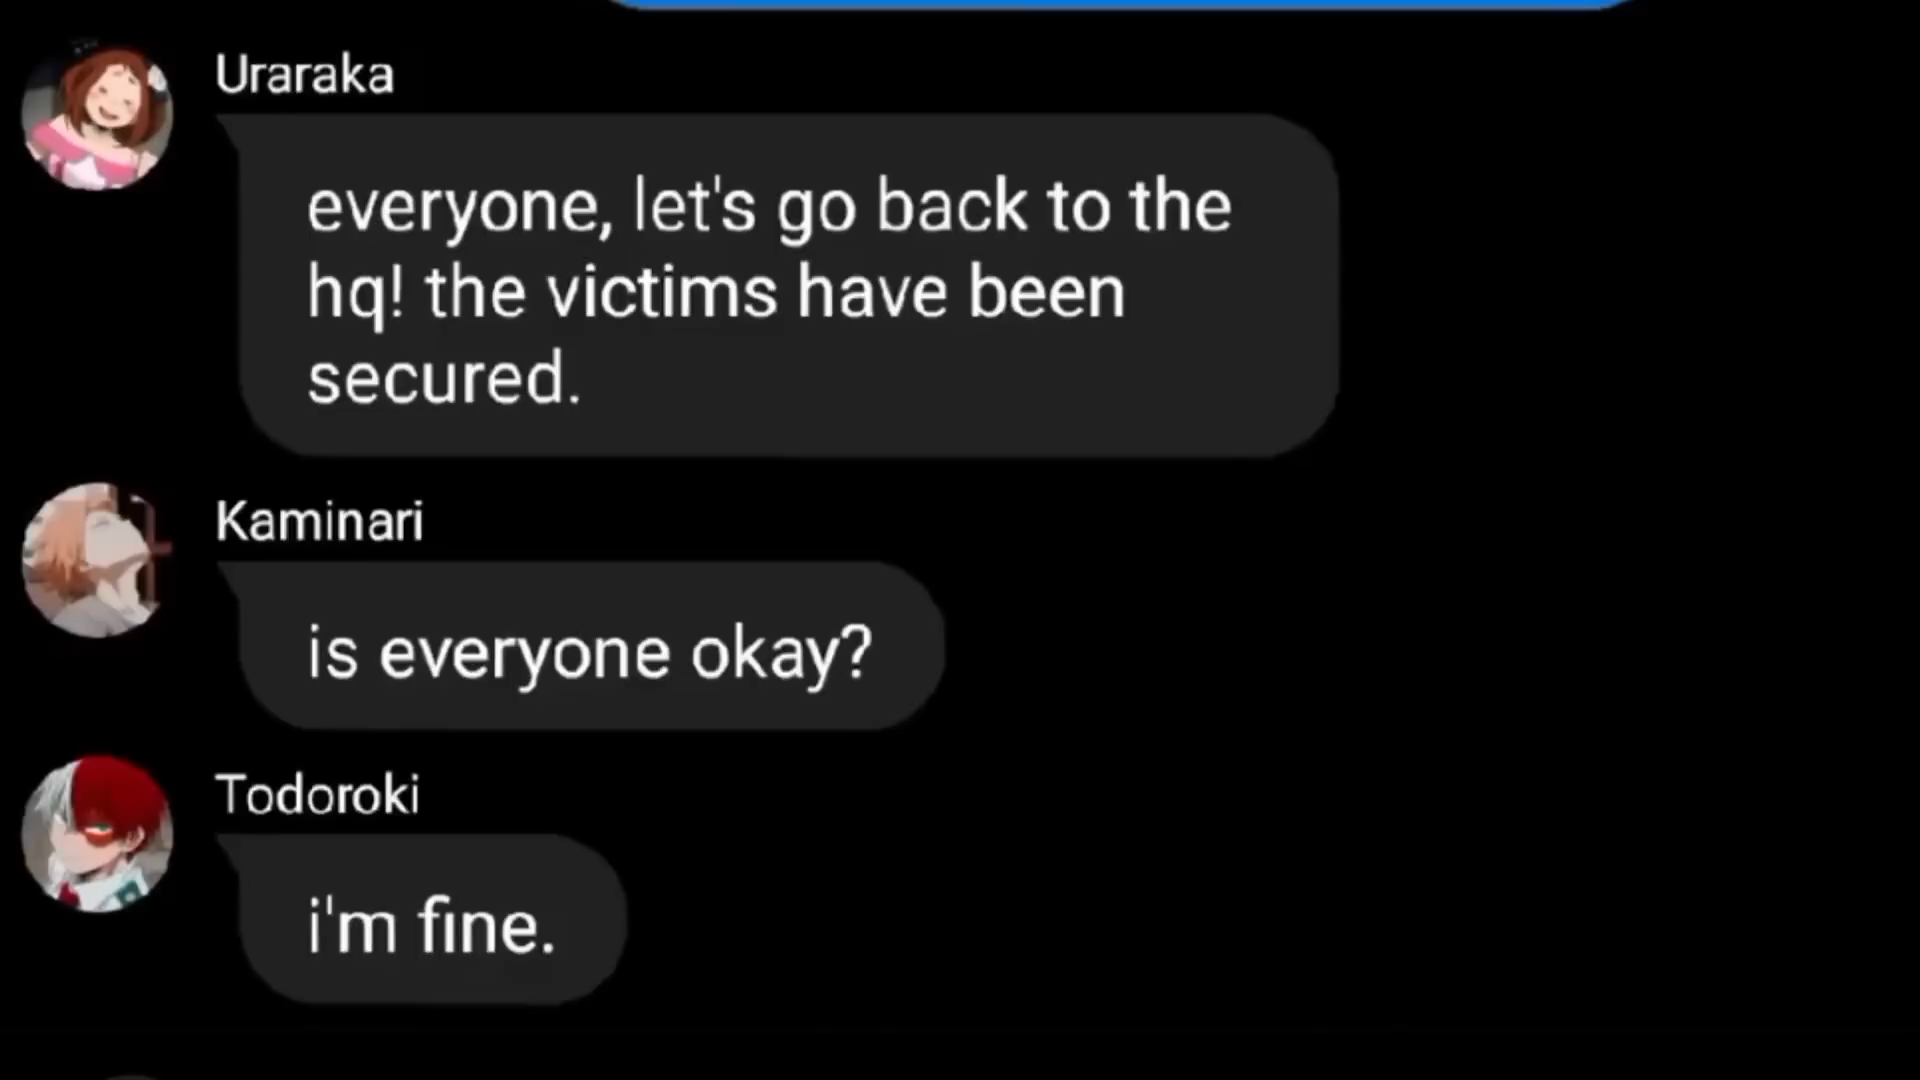 Uraraka
everyone, let's go back to the
hq! the victims have been
secured.
Kaminari
is everyone okay?
Todoroki
i'm fine.